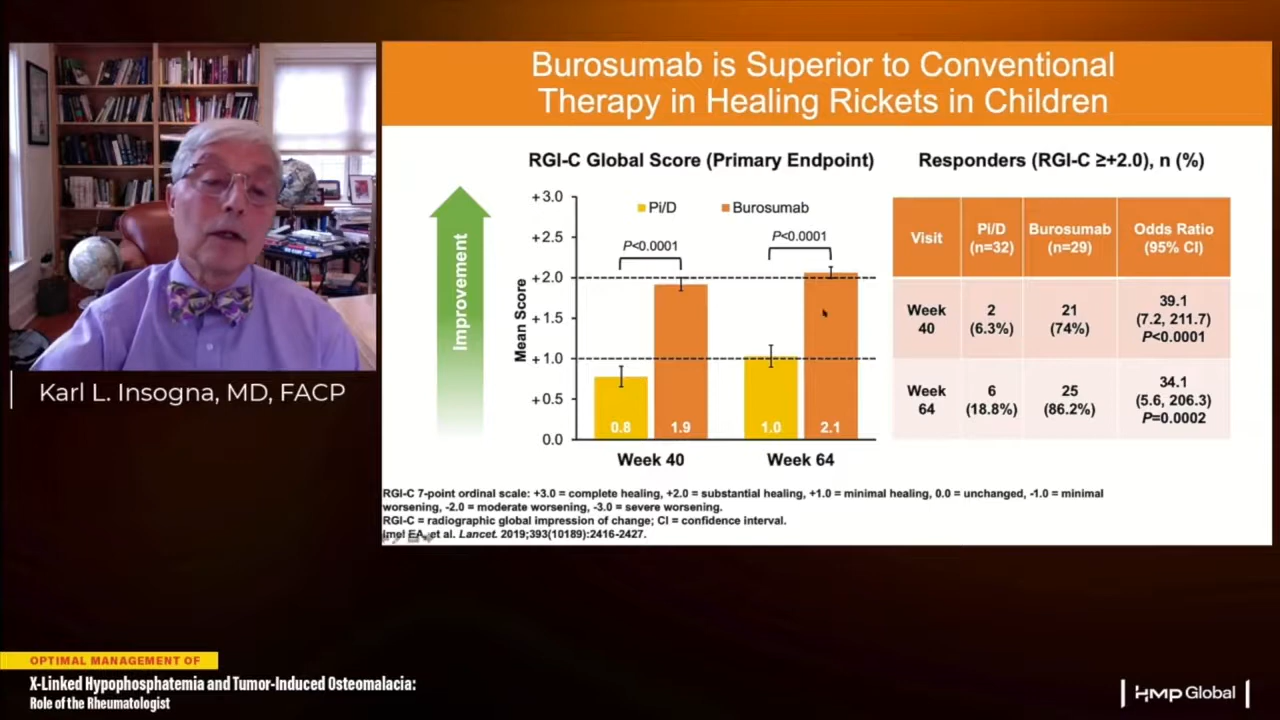 Burosumab is Superior to Conventional
Therapy in Healing Rickets in Children
RGI-C Global Score (Primary Endpoint)
Improvement
Mean Score
+3.0
+2.5
+2.0
+1.5
+1.0
+0.5
0.0
Pi/D
Burosumab
P<0.0001
P<0.0001
0.8
1.9
1.0
2.1
Week 40
Week 64
Responders (RGI-C ≥+2.0), n (%)
Visit
Pi/D
(n=32)
Burosumab
(n=29)
Odds Ratio
(95% CI)
Week
40
2
(6.3%)
21
(74%)
39.1
(7.2, 211.7)
P<0.0001
Week
64
6
(18.8%)
25
(86.2%)
34.1
(5.6, 206.3)
P=0.0002
RGI-C 7-point ordinal scale: +3.0 = complete healing, +2.0 = substantial healing, +1.0 = minimal healing, 0.0 = unchanged, -1.0 = minimal
worsening, -2.0 = moderate worsening, -3.0 = severe worsening.
RGI-C = radiographic global impression of change; CI = confidence interval.
Imel EA, et al. Lancet. 2019;393(10189):2416-2427.
Karl L. Insogna, MD, FACP
OPTIMAL MANAGEMENT OF
X-Linked Hypophosphatemia and Tumor-Induced Osteomalacia:
Role of the Rheumatologist
HMP Global